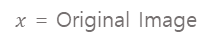 x = Original Image